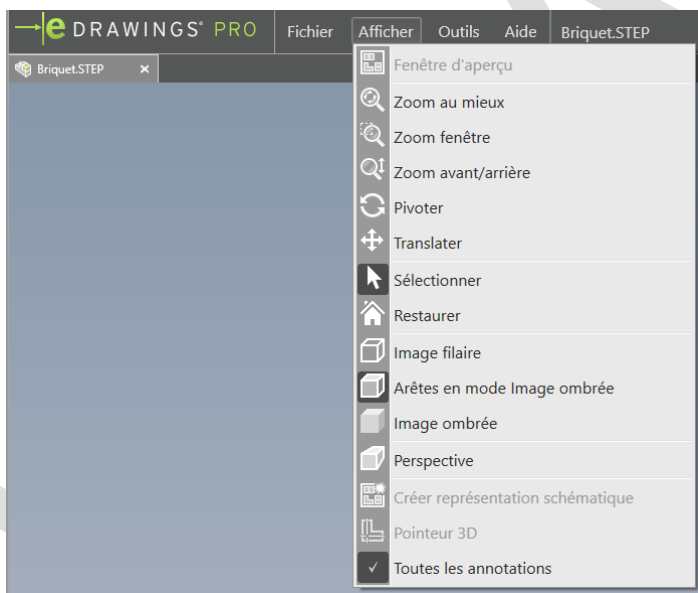 eDRAWINGS® PRO Fichier Afficher Outils Aide Briquet.STEP
Briquet.STEP ×
Fenêtre d'aperçu
Zoom au mieux
Zoom fenêtre
Zoom avant/arrière
Pivoter
Translater
Sélectionner
Restaurer
Image filaire
Arêtes en mode Image ombrée
Image ombrée
Perspective
Créer représentation schématique
Pointeur 3D
Toutes les annotations